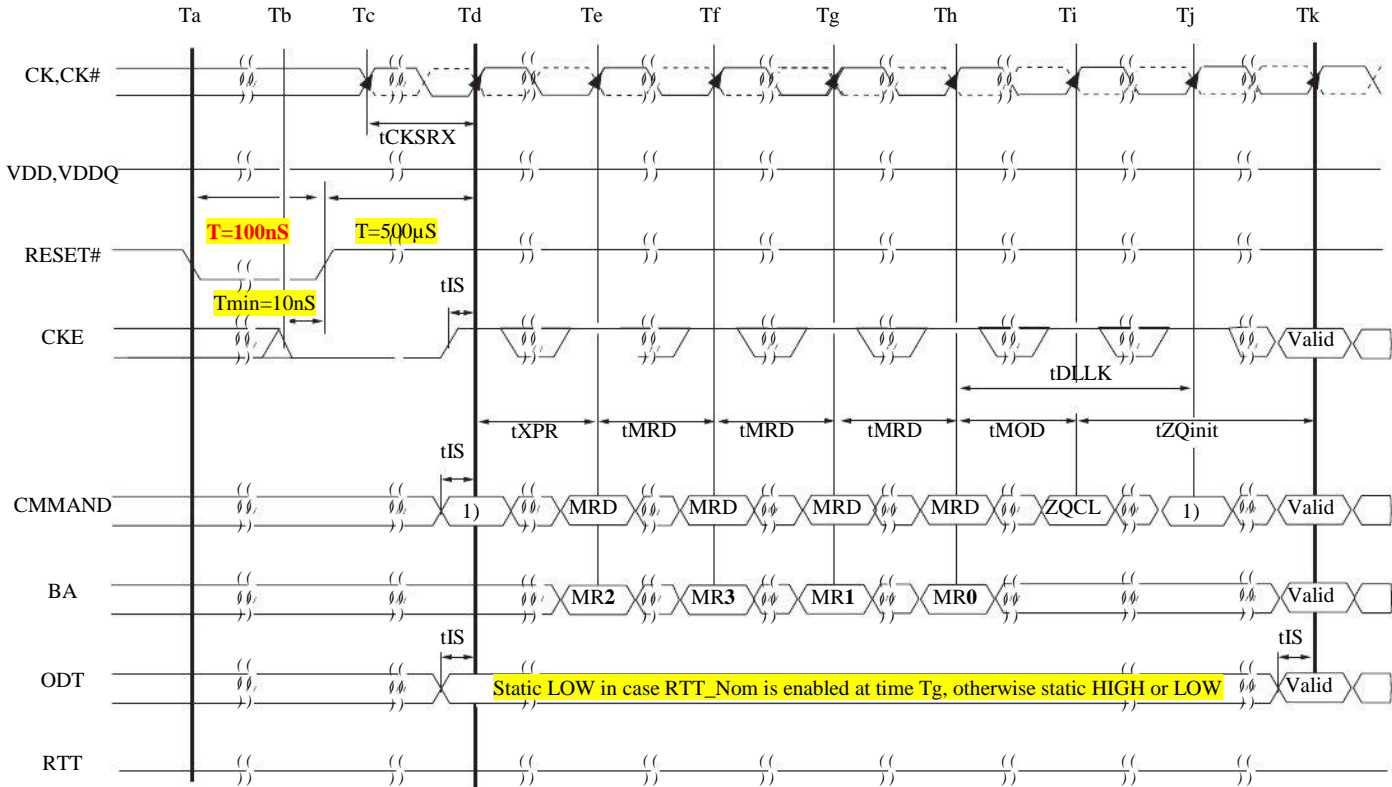 Ta Tb Tc Td Te Tf Tg Th Ti Tj Tk
CK,CK#
tCKSRX
VDD,VDDQ
T=100nS T=500µS
RESET#
Tmin=10nS tIS
CKE Valid
tDLLK
tXPR tMRD tMRD tMRD tMOD tZQinit
tIS
CMMAND 1) MRD MRD MRD MRD ZQCL 1) Valid
BA MR2 MR3 MR1 MR0 Valid
tIS tIS
ODT Static LOW in case RTT_Nom is enabled at time Tg, otherwise static HIGH or LOW Valid
RTT